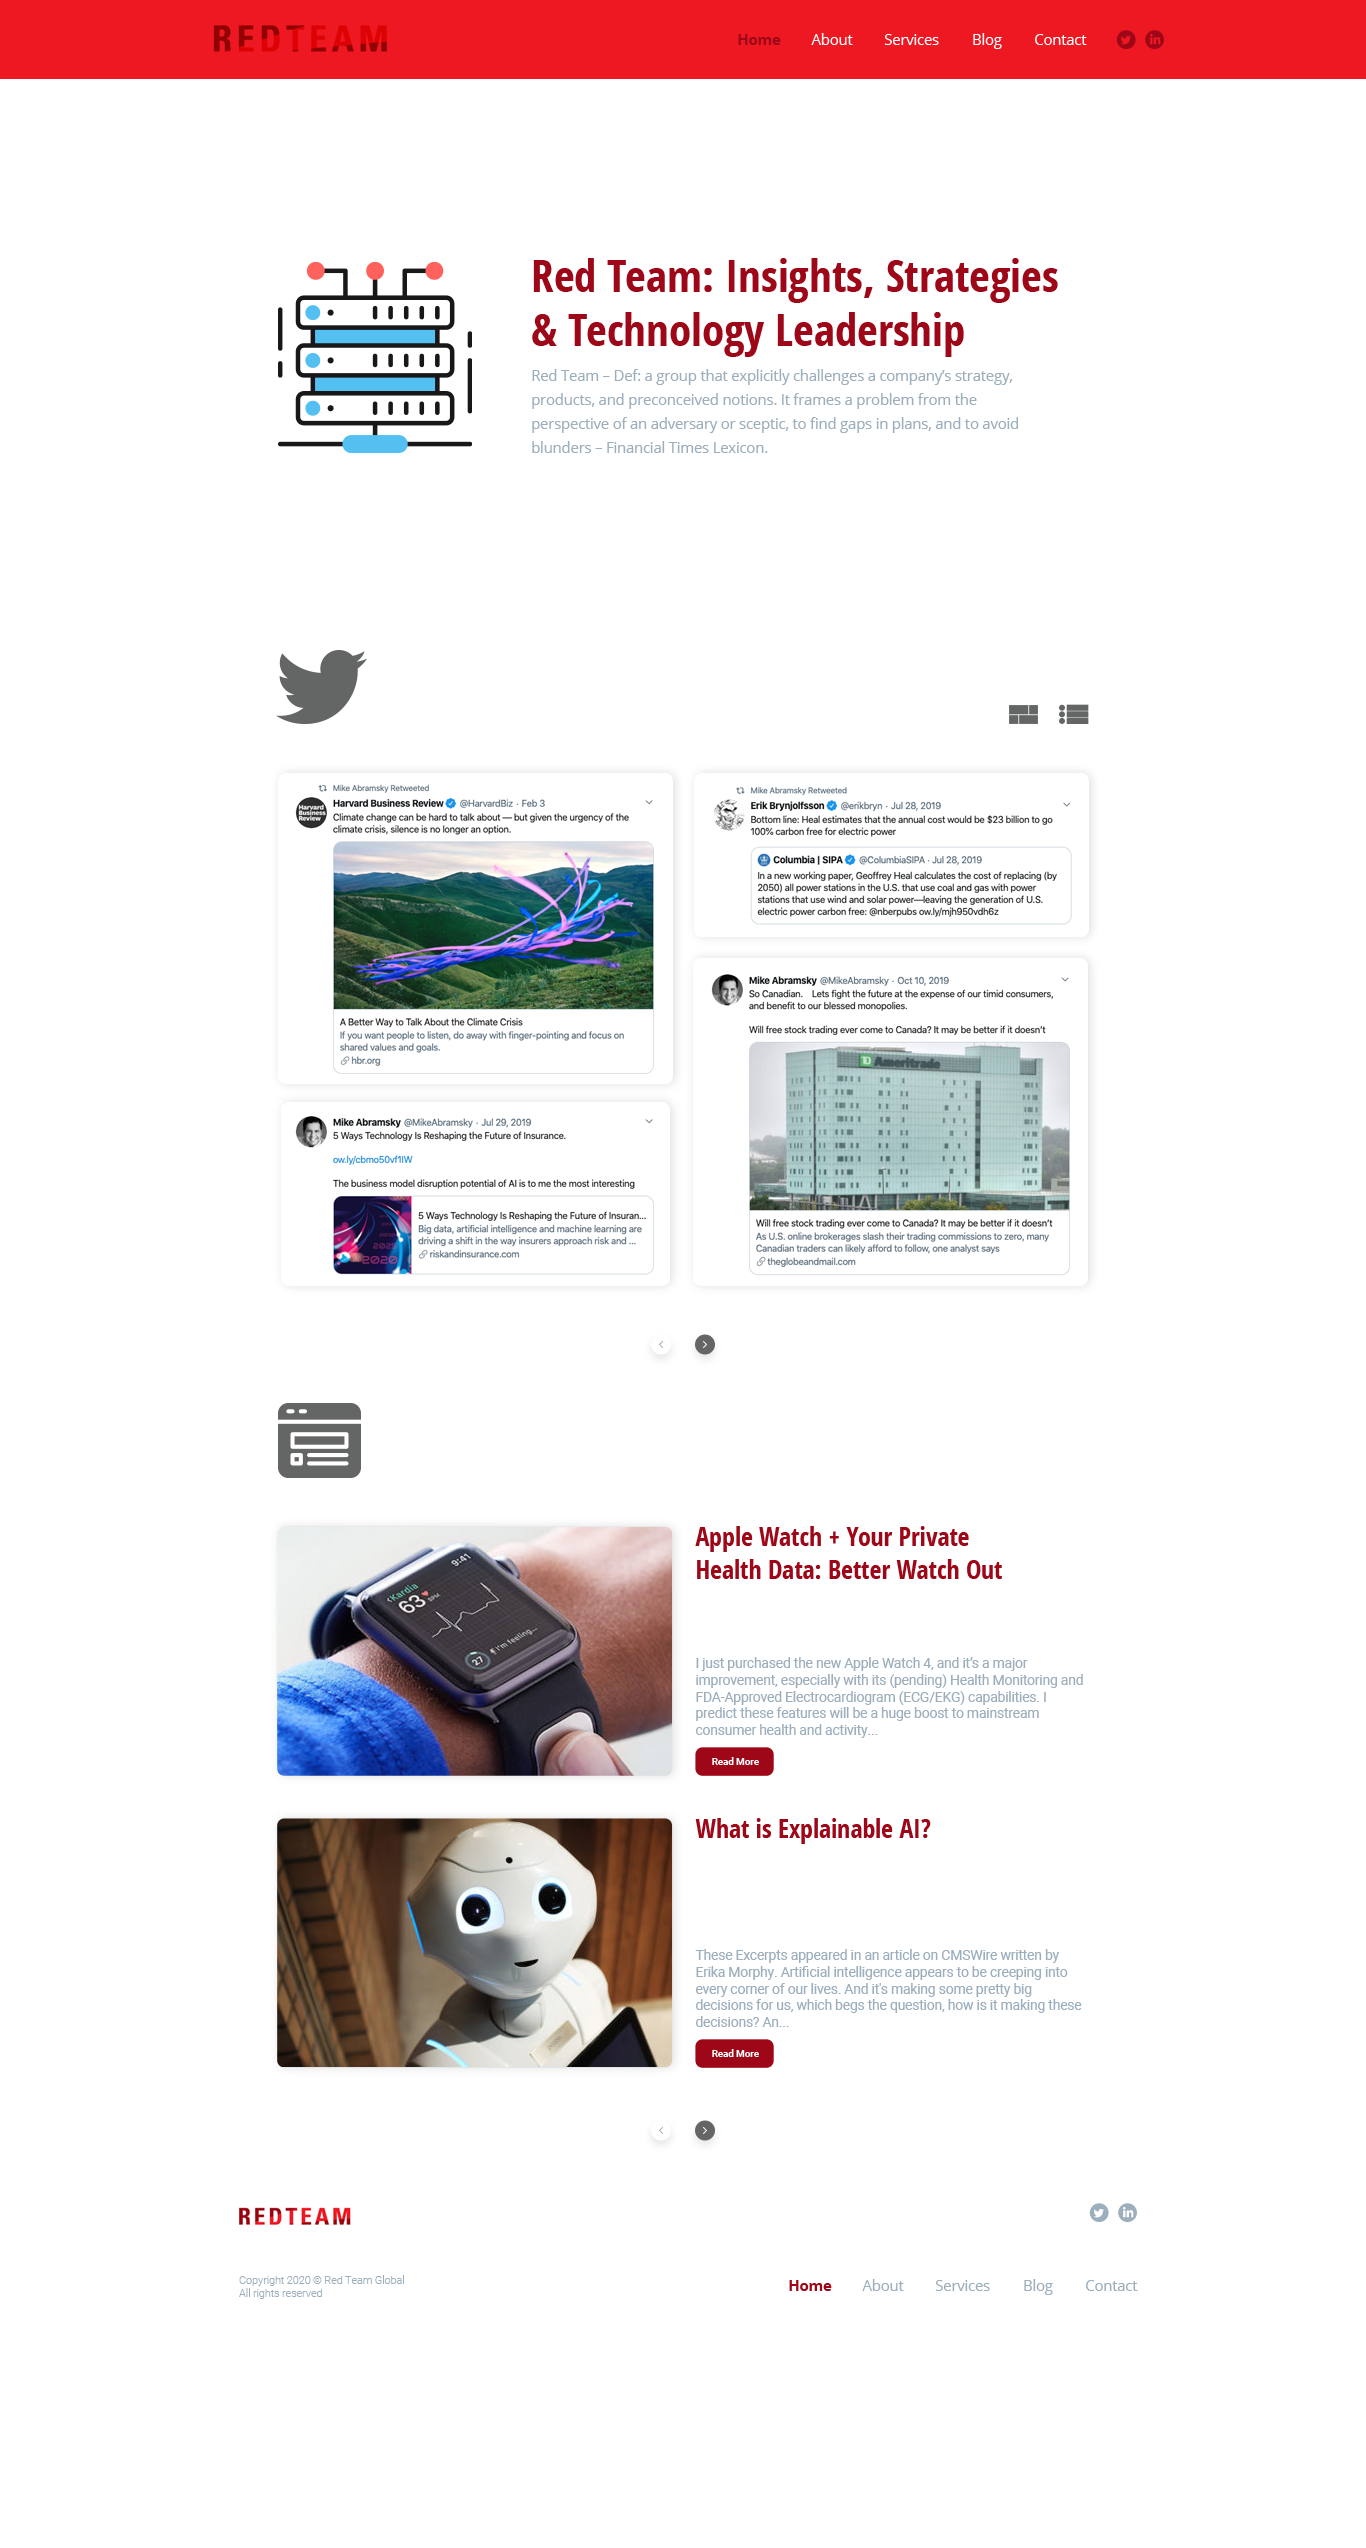 REDTEAM
Home About Services Blog Contact
Red Team: Insights, Strategies
& Technology Leadership
Red Team – Def: a group that explicitly challenges a company's strategy,
products, and preconceived notions. It frames a problem from the
perspective of an adversary or sceptic, to find gaps in plans, and to avoid
blunders – Financial Times Lexicon.
Mike Abramsky Retweeted
Harvard Business Review
Harvard Business Review @HarvardBiz · Feb 3
Climate change can be hard to talk about — but given the urgency of the
climate crisis, silence is no longer an option.
A Better Way to Talk About the Climate Crisis
If you want people to listen, do away with finger-pointing and focus on
shared values and goals.
hbr.org
Mike Abramsky @MikeAbramsky · Jul 29, 2019
5 Ways Technology Is Reshaping the Future of Insurance.
ow.ly/cbmo50vf1lW
The business model disruption potential of AI is to me the most interesting
2020
5 Ways Technology Is Reshaping the Future of Insuran...
Big data, artificial intelligence and machine learning are
driving a shift in the way insurers approach risk and ...
riskandinsurance.com
Mike Abramsky Retweeted
Erik Brynjolfsson @erikbryn · Jul 28, 2019
Bottom line: Heal estimates that the annual cost would be $23 billion to go
100% carbon free for electric power
Columbia | SIPA @ColumbiaSIPA · Jul 28, 2019
In a new working paper, Geoffrey Heal calculates the cost of replacing (by
2050) all power stations in the U.S. that use coal and gas with power
stations that use wind and solar power—leaving the generation of U.S.
electric power carbon free: @nberpubs ow.ly/mjh950vdh6z
Mike Abramsky @MikeAbramsky · Oct 10, 2019
So Canadian. Lets fight the future at the expense of our timid consumers,
and benefit to our blessed monopolies.
Will free stock trading ever come to Canada? It may be better if it doesn't
TD Ameritrade
Will free stock trading ever come to Canada? It may be better if it doesn't
As U.S. online brokerages slash their trading commissions to zero, many
Canadian traders can likely afford to follow, one analyst says
theglobeandmail.com
9:41
Kardia
63 BPM
27 I'm feeling...
Apple Watch + Your Private
Health Data: Better Watch Out
I just purchased the new Apple Watch 4, and it's a major
improvement, especially with its (pending) Health Monitoring and
FDA-Approved Electrocardiogram (ECG/EKG) capabilities. I
predict these features will be a huge boost to mainstream
consumer health and activity...
Read More
What is Explainable AI?
These Excerpts appeared in an article on CMSWire written by
Erika Morphy. Artificial intelligence appears to be creeping into
every corner of our lives. And it's making some pretty big
decisions for us, which begs the question, how is it making these
decisions? An...
Read More
REDTEAM
Copyright 2020 © Red Team Global
All rights reserved
Home About Services Blog Contact